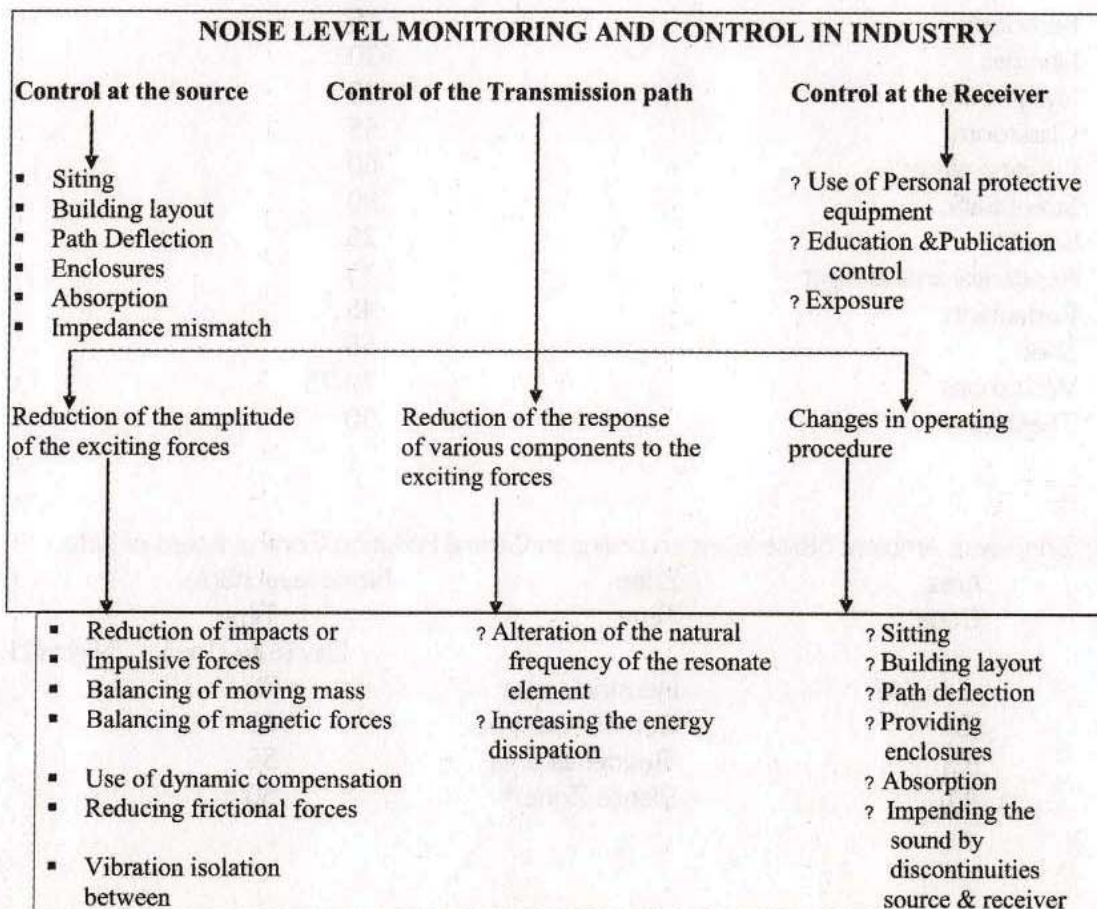 NOISE LEVEL MONITORING AND CONTROL IN INDUSTRY
Control at the source
Control of the Transmission path
Control at the Receiver
▪ Siting
▪ Building layout
▪ Path Deflection
▪ Enclosures
▪ Absorption
▪ Impedance mismatch
? Use of Personal protective
equipment
? Education &Publication
control
? Exposure
Reduction of the amplitude
of the exciting forces
Reduction of the response
of various components to the
exciting forces
Changes in operating
procedure
▪ Reduction of impacts or
▪ Impulsive forces
▪ Balancing of moving mass
▪ Balancing of magnetic forces
▪ Use of dynamic compensation
▪ Reducing frictional forces
▪ Vibration isolation
between
? Alteration of the natural
frequency of the resonate
element
? Increasing the energy
dissipation
? Sitting
? Building layout
? Path deflection
? Providing
enclosures
? Absorption
? Impending the
sound by
discontinuities
source & receiver